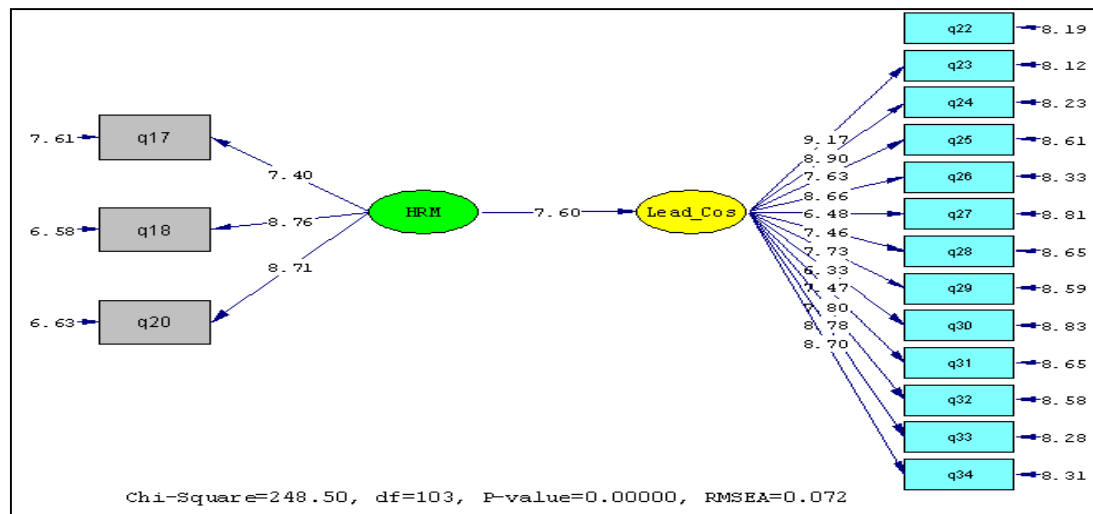 q22 8.19
q23 8.12
q24 8.23
7.61 q17
9.17
q25 8.61
8.90
7.40
7.63
q26 8.33
8.66
6.58 q18
8.76
HRM
7.60
Lead_Cos
6.48
q27 8.81
7.46
q28 8.65
7.73
8.71
6.33
7.47
q29 8.59
7.80
6.63 q20
8.78
q30 8.83
8.70
q31 8.65
q32 8.58
q33 8.28
q34 8.31
Chi-Square=248.50, df=103, P-value=0.00000, RMSEA=0.072